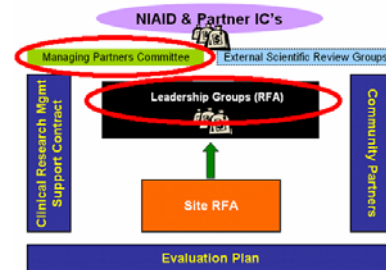 NIAID & Partner IC's
Managing Partners Committee
External Scientific Review Groups
Leadership Groups (RFA)
Clinical Research Mgmt
Support Contract
Community Partners
Site RFA
Evaluation Plan